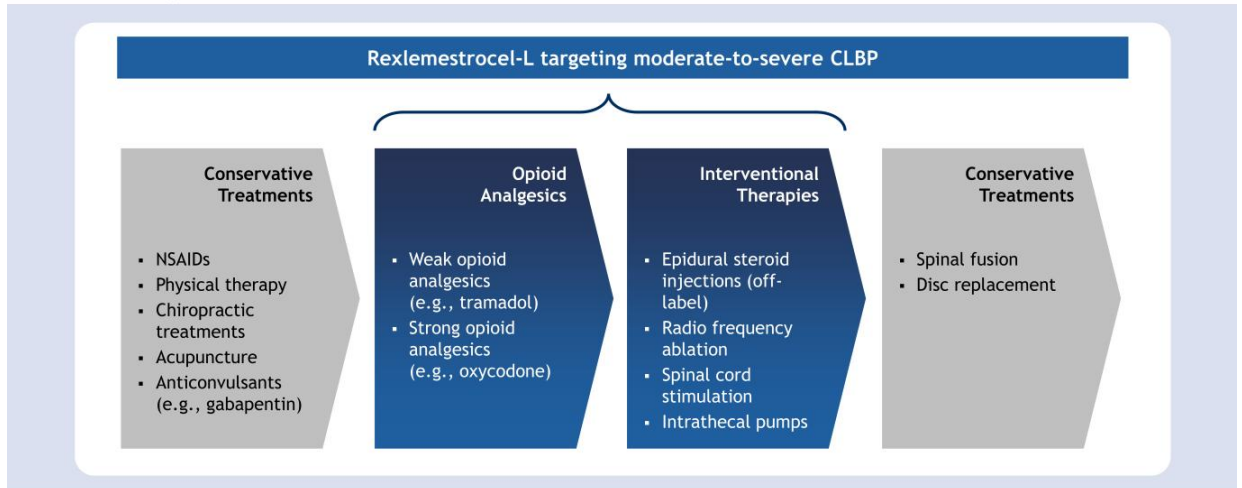 Rexlemestrocel-L targeting moderate-to-severe CLBP
Conservative
Treatments
▪ NSAIDs
▪ Physical therapy
▪ Chiropractic
treatments
▪ Acupuncture
▪ Anticonvulsants
(e.g., gabapentin)
Opioid
Analgesics
▪ Weak opioid
analgesics
(e.g., tramadol)
▪ Strong opioid
analgesics
(e.g., oxycodone)
Interventional
Therapies
▪ Epidural steroid
injections (off-
label)
▪ Radio frequency
ablation
▪ Spinal cord
stimulation
▪ Intrathecal pumps
Conservative
Treatments
▪ Spinal fusion
▪ Disc replacement